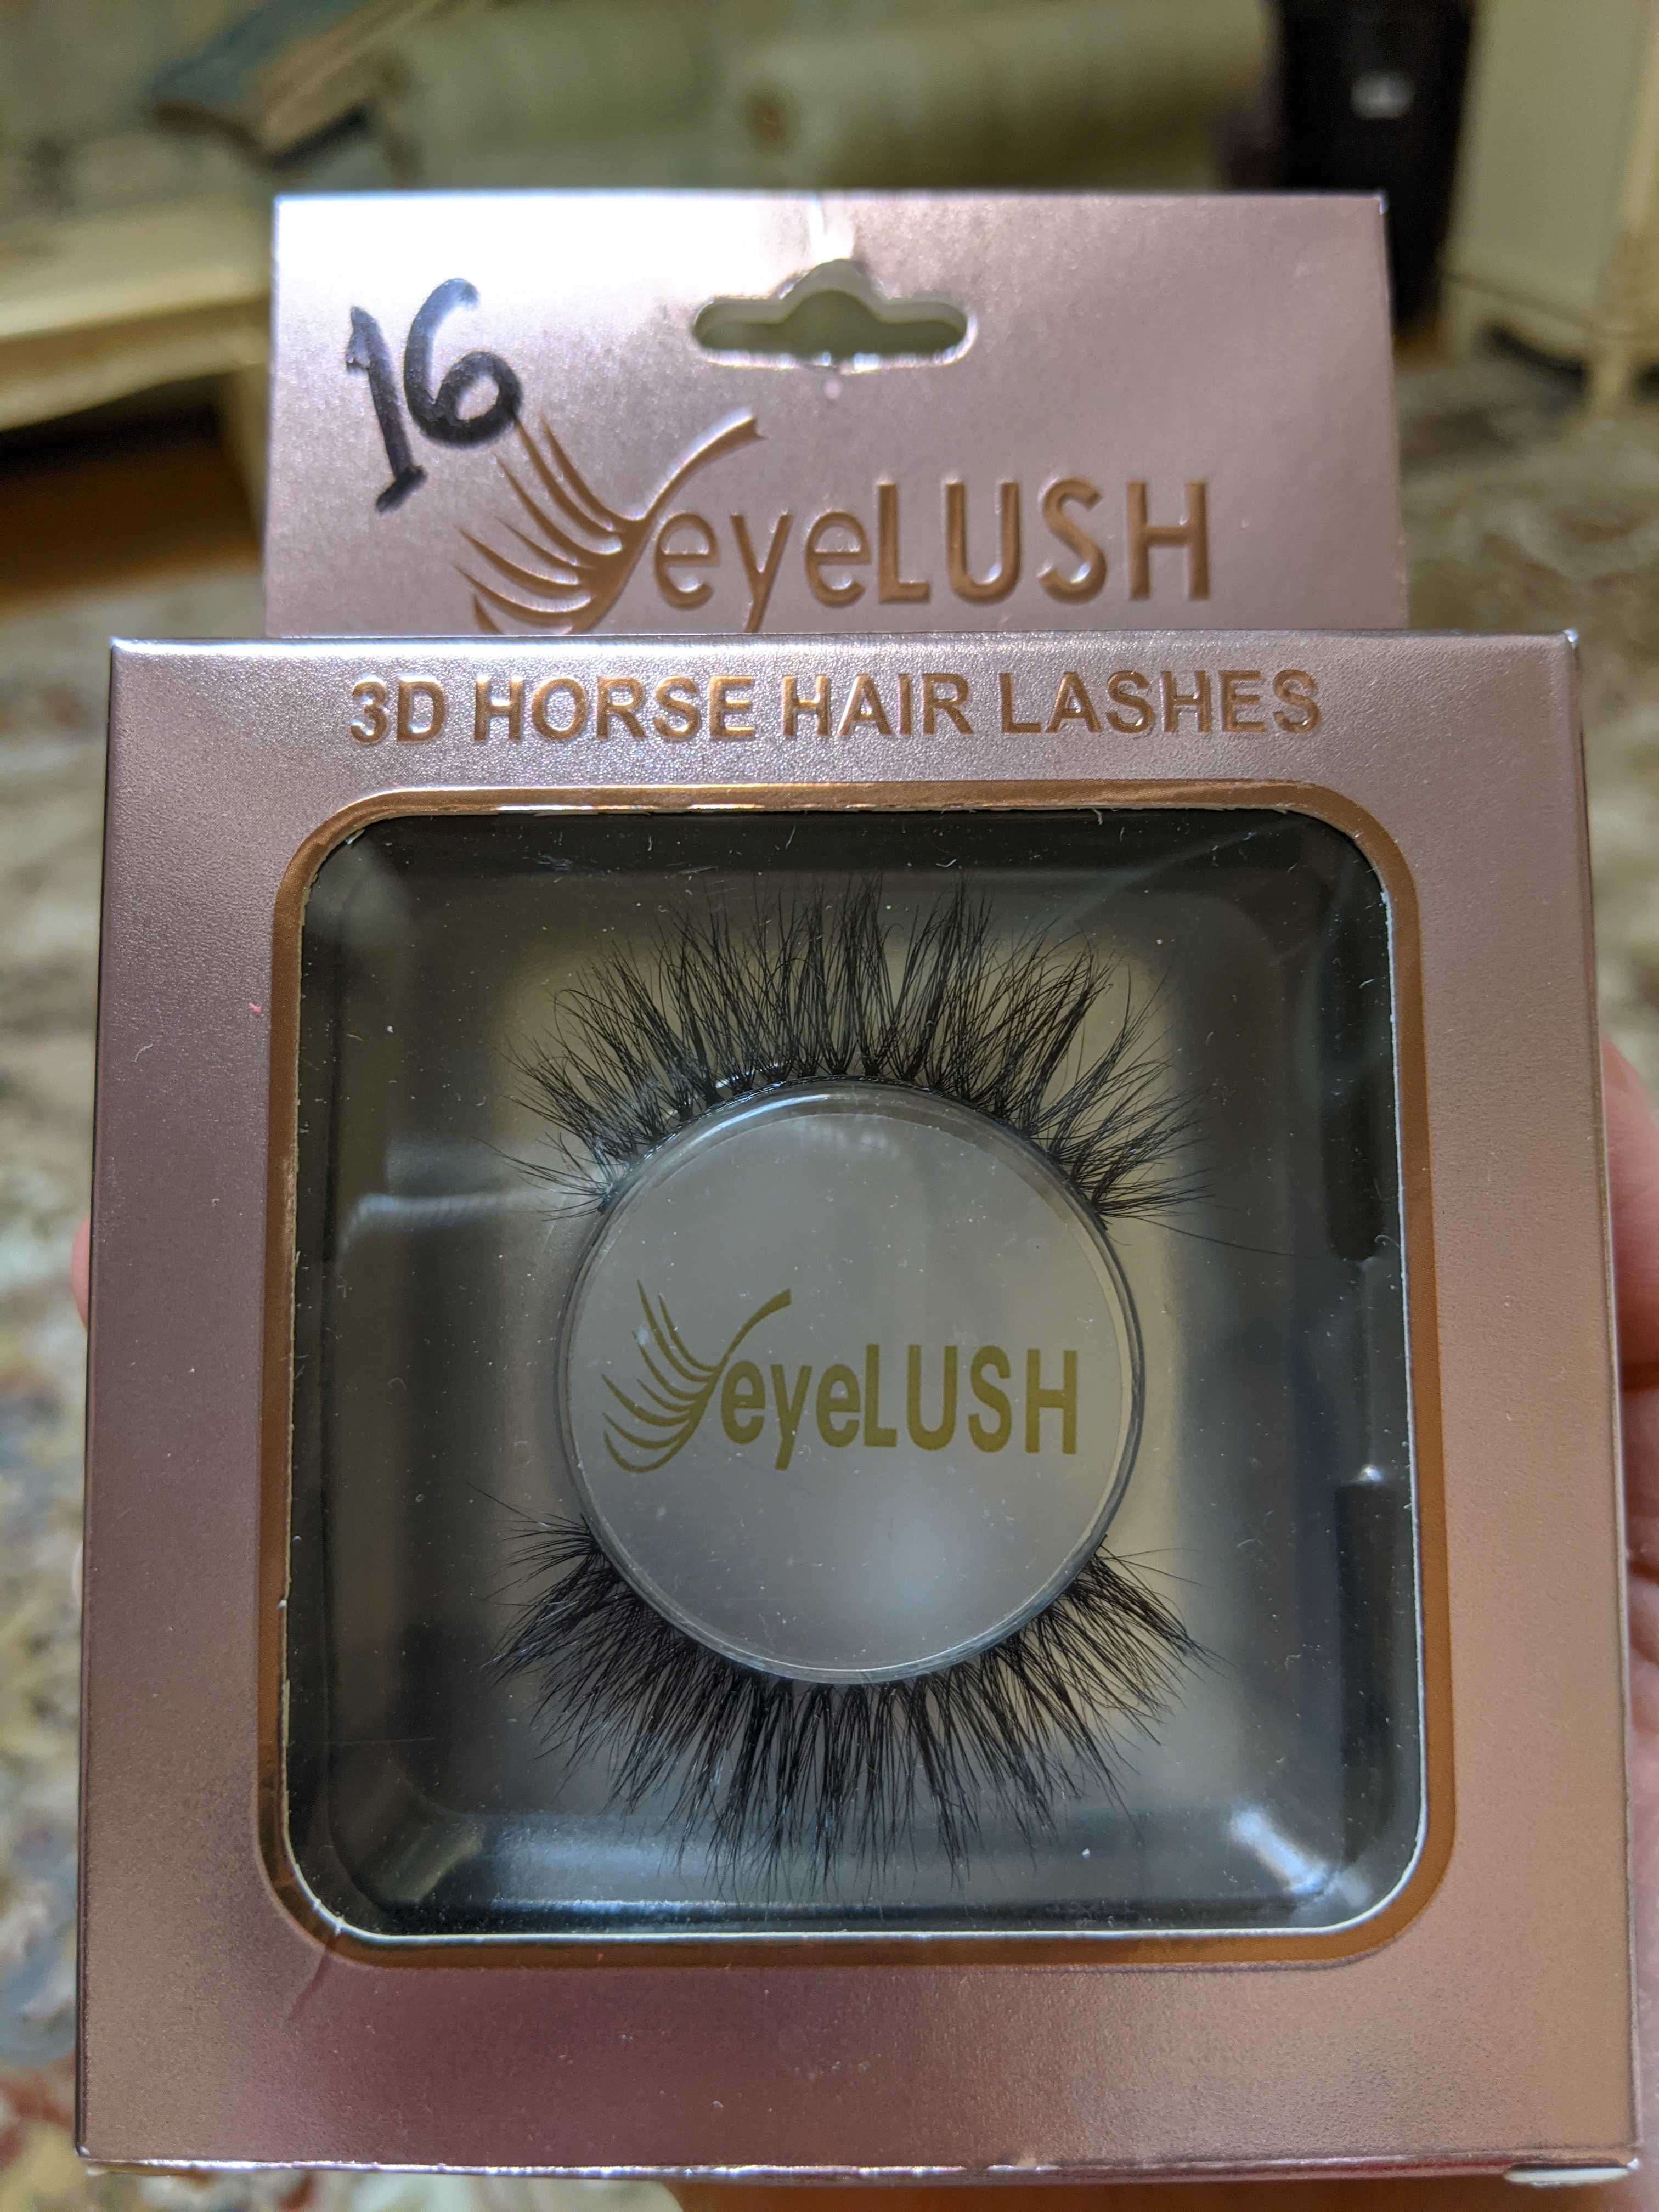 16
eyeLUSH
3D HORSE HAIR LASHES
eyeLUSH